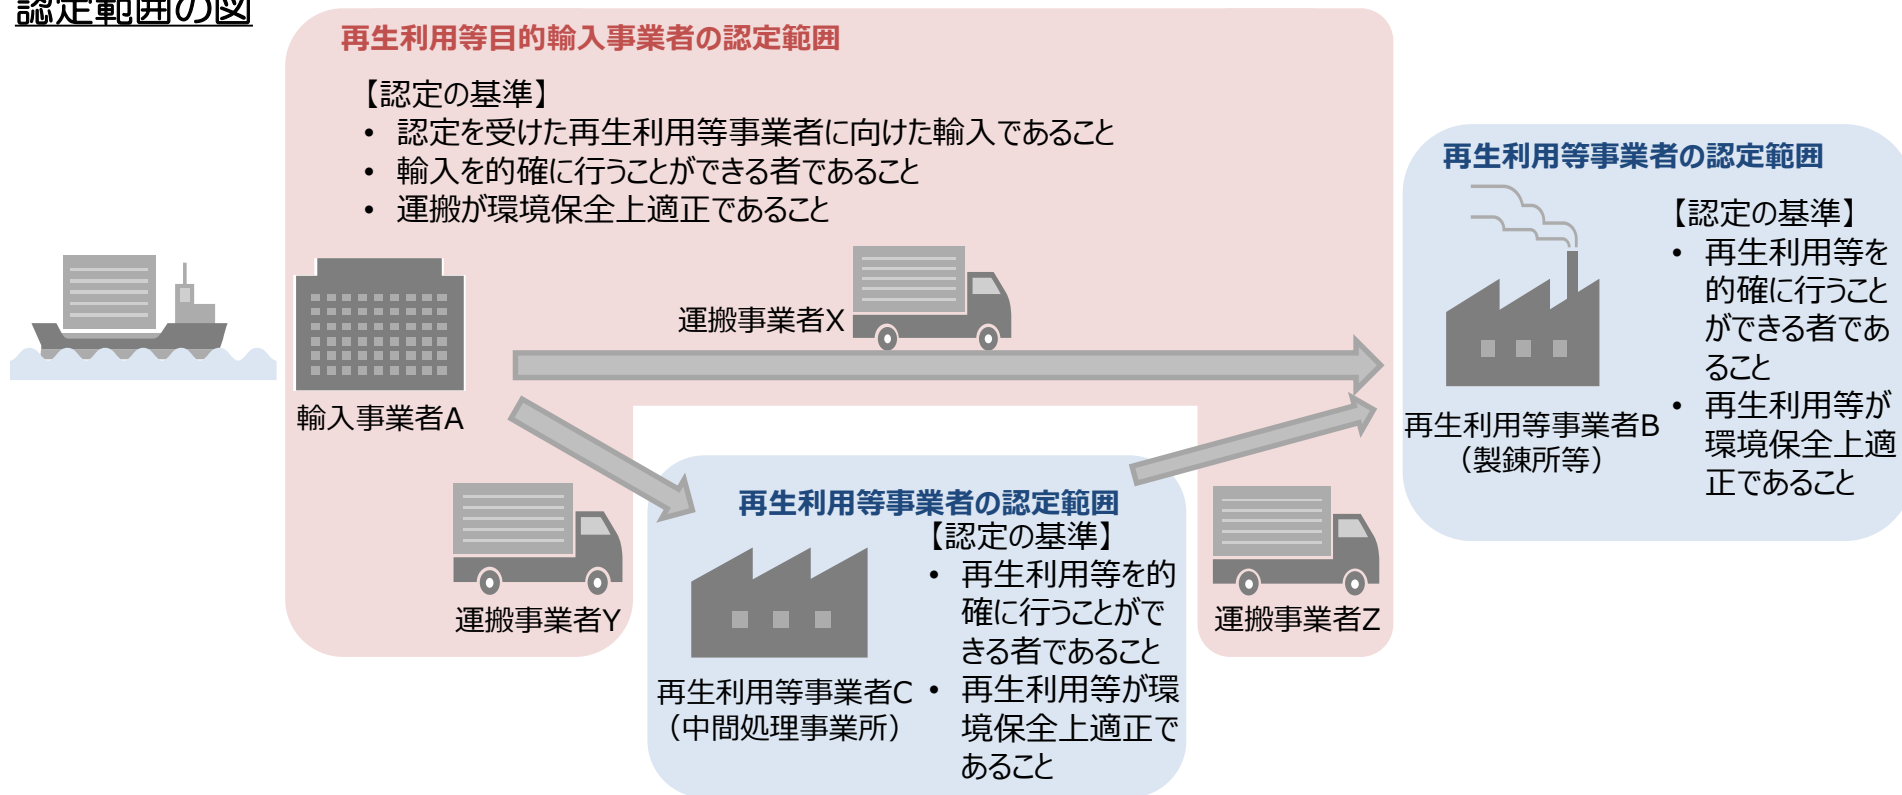 認定範囲の図
再生利用等目的輸入事業者の認定範囲
【認定の基準】
• 認定を受けた再生利用等事業者に向けた輸入であること
• 輸入を的確に行うことができる者であること
• 運搬が環境保全上適正であること
輸入事業者A
運搬事業者X
運搬事業者Y
再生利用等事業者の認定範囲
【認定の基準】
• 再生利用等を的
確に行うことがで
きる者であること
• 再生利用等が環
境保全上適正で
あること
再生利用等事業者C
（中間処理事業所）
運搬事業者Z
再生利用等事業者の認定範囲
【認定の基準】
• 再生利用等を
的確に行うこと
ができる者であ
ること
• 再生利用等が
環境保全上適
正であること
再生利用等事業者B
（製錬所等）